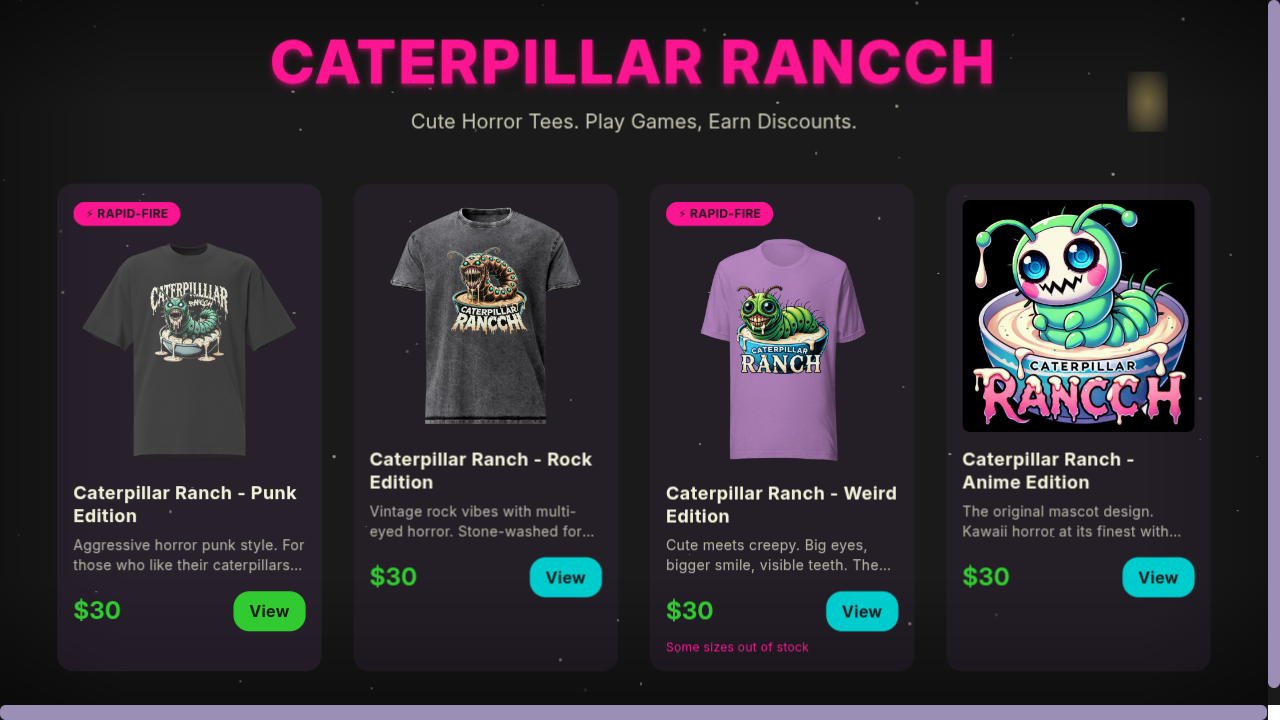 CATERPILLAR RANCCH
Cute Horror Tees. Play Games, Earn Discounts.
⚡ RAPID-FIRE
CATERPILLLAR
RANCCH
Caterpillar Ranch - Punk
Edition
Aggressive horror punk style. For
those who like their caterpillars...
$30
View
CATERPILLAR
RANCCH
Caterpillar Ranch - Rock
Edition
Vintage rock vibes with multi-
eyed horror. Stone-washed for...
$30
View
⚡ RAPID-FIRE
CATERPILLAR
RANCH
Caterpillar Ranch - Weird
Edition
Cute meets creepy. Big eyes,
bigger smile, visible teeth. The...
$30
View
Some sizes out of stock
CATERPILLAR
RANCCH
Caterpillar Ranch -
Anime Edition
The original mascot design.
Kawaii horror at its finest with...
$30
View